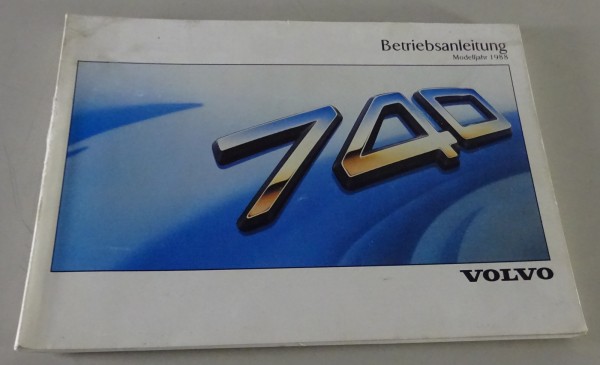 Betriebsanleitung
Modelljahr 1988
740
VOLVO